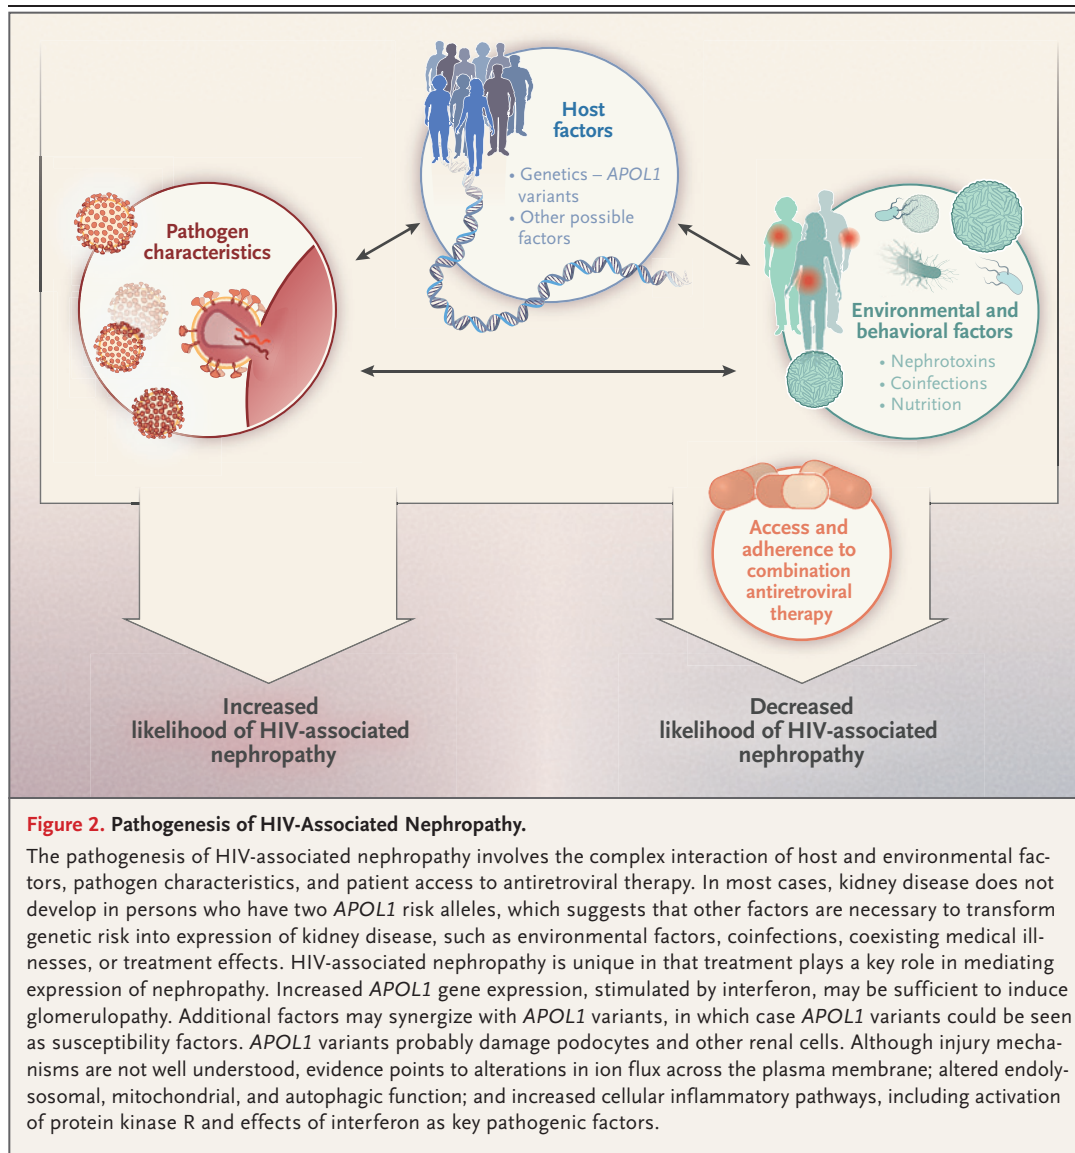 Host
factors
• Genetics – APOL1
variants
• Other possible
factors
Pathogen
characteristics
Environmental and
behavioral factors
• Nephrotoxins
• Coinfections
• Nutrition
Access and
adherence to
combination
antiretroviral
therapy
Increased
likelihood of HIV-associated
nephropathy
Decreased
likelihood of HIV-associated
nephropathy
Figure 2. Pathogenesis of HIV-Associated Nephropathy.
The pathogenesis of HIV-associated nephropathy involves the complex interaction of host and environmental fac-
tors, pathogen characteristics, and patient access to antiretroviral therapy. In most cases, kidney disease does not
develop in persons who have two APOL1 risk alleles, which suggests that other factors are necessary to transform
genetic risk into expression of kidney disease, such as environmental factors, coinfections, coexisting medical ill-
nesses, or treatment effects. HIV-associated nephropathy is unique in that treatment plays a key role in mediating
expression of nephropathy. Increased APOL1 gene expression, stimulated by interferon, may be sufficient to induce
glomerulopathy. Additional factors may synergize with APOL1 variants, in which case APOL1 variants could be seen
as susceptibility factors. APOL1 variants probably damage podocytes and other renal cells. Although injury mecha-
nisms are not well understood, evidence points to alterations in ion flux across the plasma membrane; altered endoly-
sosomal, mitochondrial, and autophagic function; and increased cellular inflammatory pathways, including activation
of protein kinase R and effects of interferon as key pathogenic factors.